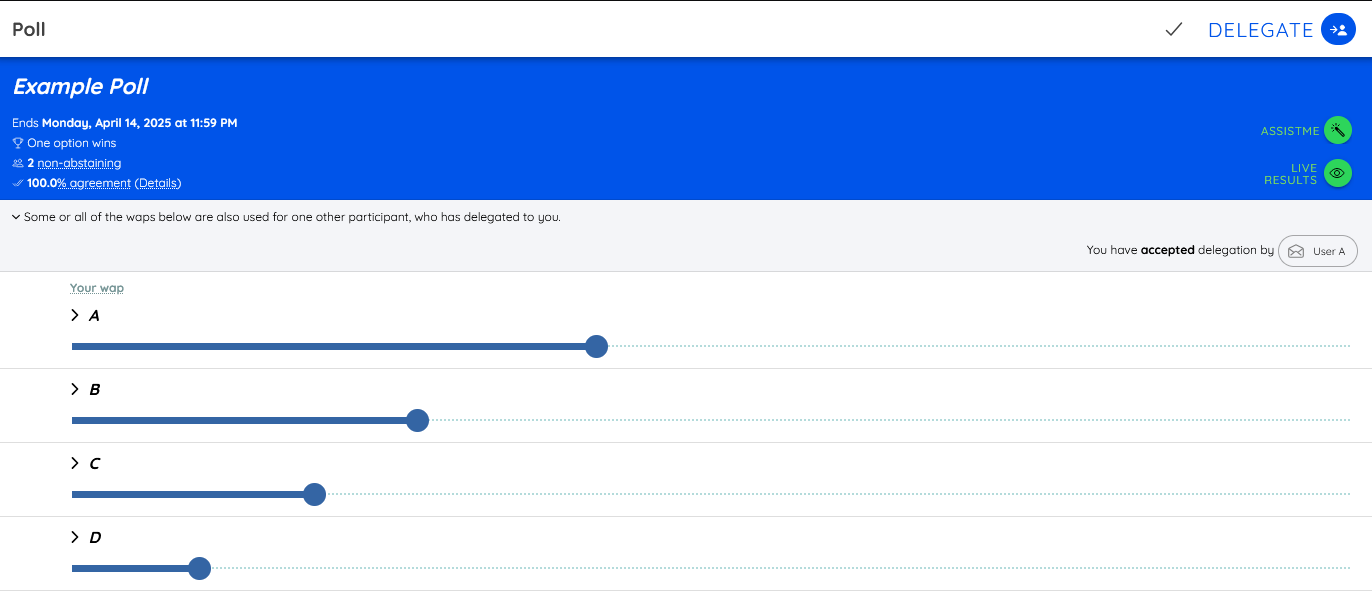 Poll
DELEGATE
Example Poll
Ends Monday, April 14, 2025 at 11:59 PM
One option wins
2 non-abstaining
100.0% agreement (Details)
ASSISTME
LIVE
RESULTS
Some or all of the waps below are also used for one other participant, who has delegated to you.
You have accepted delegation by User A
Your wap
A
B
C
D